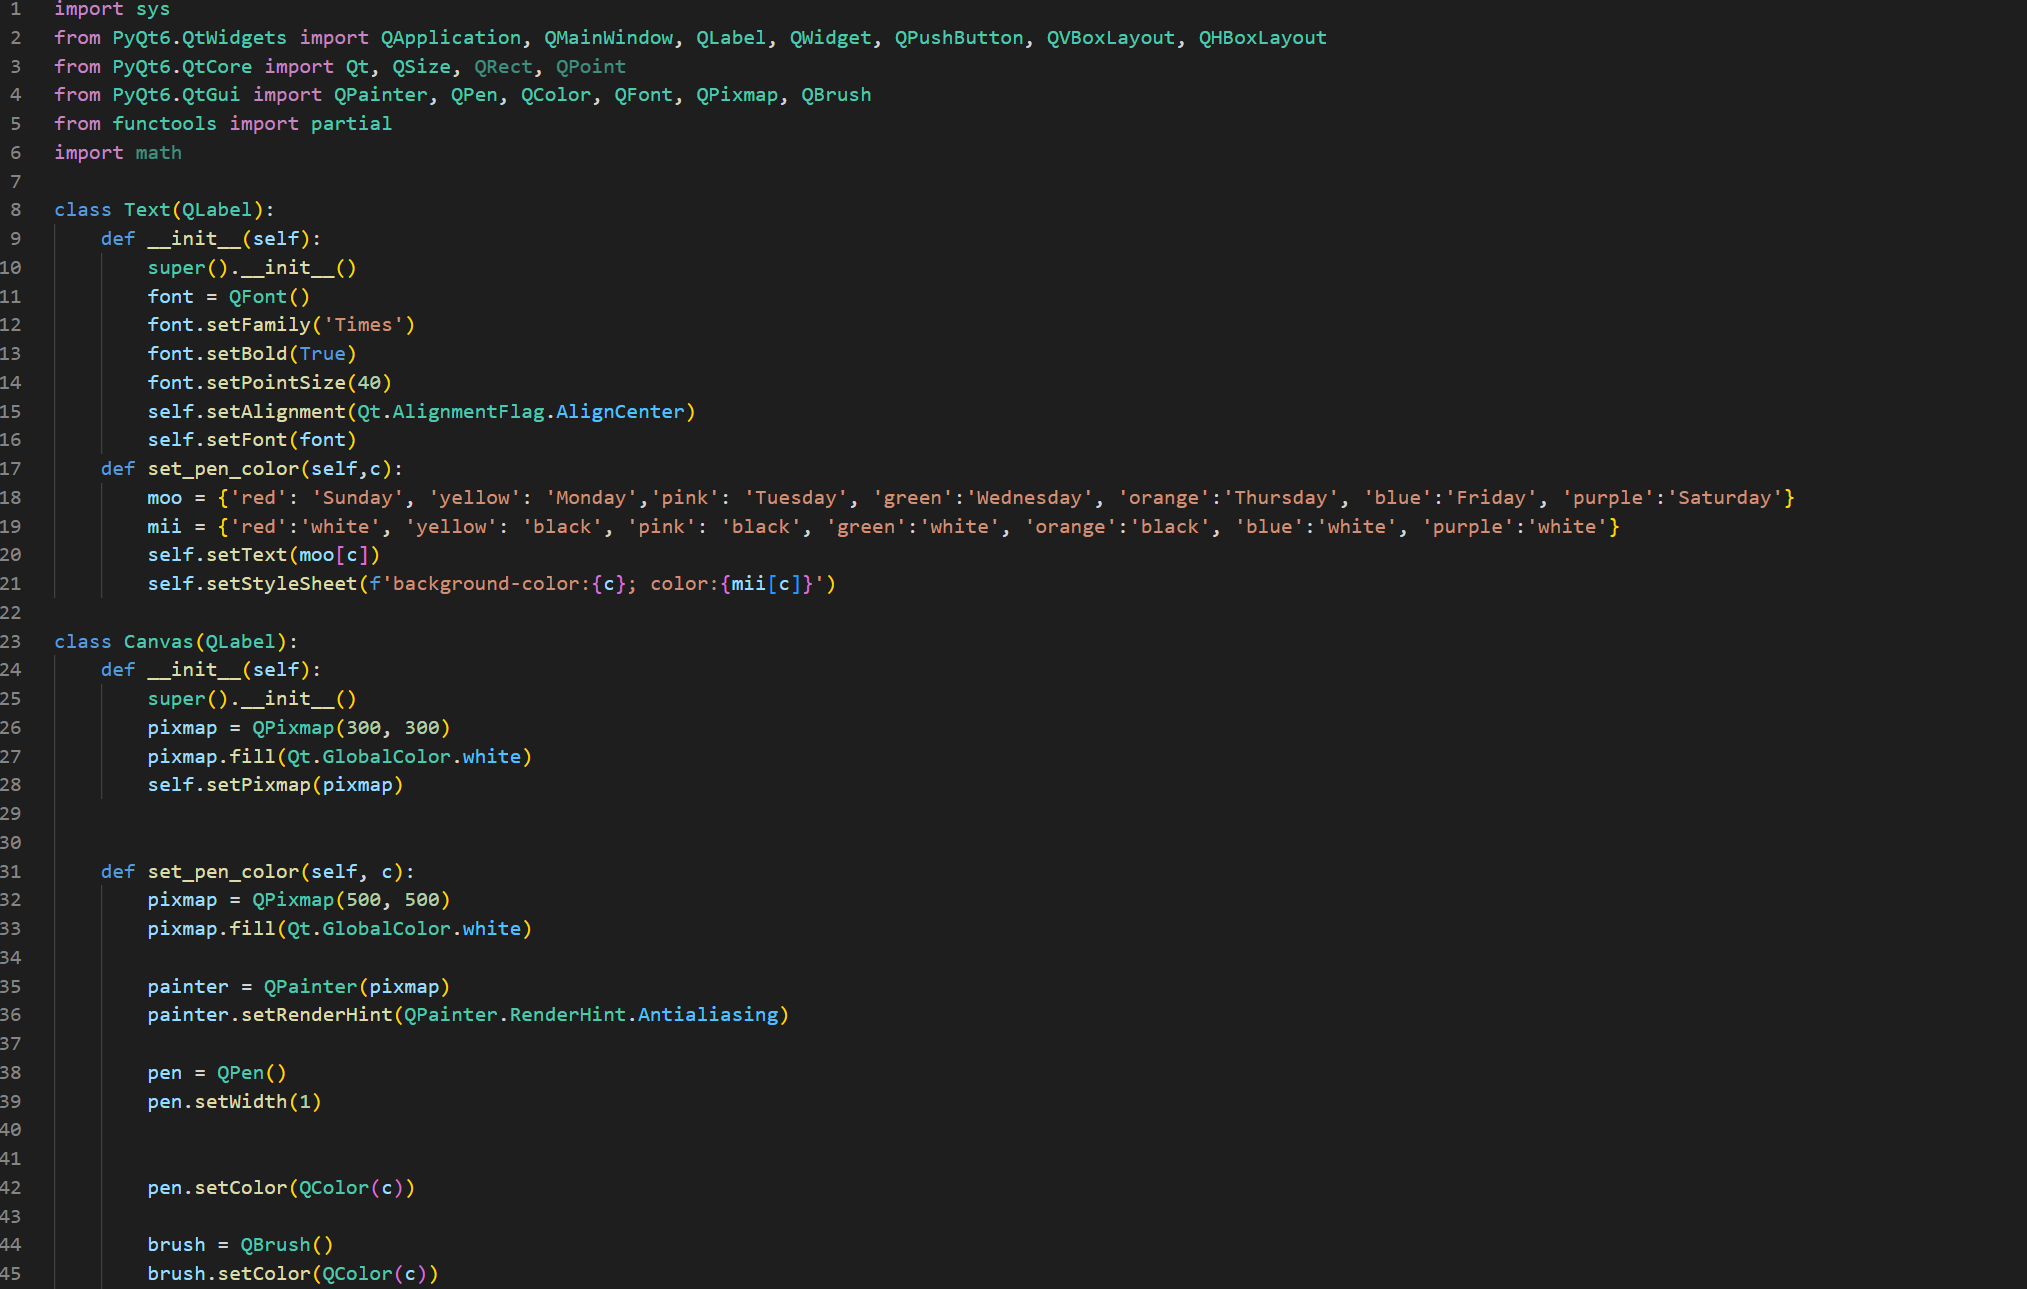 1 import sys
2 from PyQt6.QtWidgets import QApplication, QMainWindow, QLabel, QWidget, QPushButton, QVBoxLayout, QHBoxLayout
3 from PyQt6.QtCore import Qt, QSize, QRect, QPoint
4 from PyQt6.QtGui import QPainter, QPen, QColor, QFont, QPixmap, QBrush
5 from functools import partial
6 import math
7
8 class Text(QLabel):
9     def __init__(self):
10         super().__init__()
11         font = QFont()
12         font.setFamily('Times')
13         font.setBold(True)
14         font.setPointSize(40)
15         self.setAlignment(Qt.AlignmentFlag.AlignCenter)
16         self.setFont(font)
17     def set_pen_color(self,c):
18         moo = {'red': 'Sunday', 'yellow': 'Monday','pink': 'Tuesday', 'green':'Wednesday', 'orange':'Thursday', 'blue':'Friday', 'purple':'Saturday'}
19         mii = {'red':'white', 'yellow': 'black', 'pink': 'black', 'green':'white', 'orange':'black', 'blue':'white', 'purple':'white'}
20         self.setText(moo[c])
21         self.setStyleSheet(f'background-color:{c}; color:{mii[c]}')
22
23 class Canvas(QLabel):
24     def __init__(self):
25         super().__init__()
26         pixmap = QPixmap(300, 300)
27         pixmap.fill(Qt.GlobalColor.white)
28         self.setPixmap(pixmap)
29
30
31     def set_pen_color(self, c):
32         pixmap = QPixmap(500, 500)
33         pixmap.fill(Qt.GlobalColor.white)
34
35         painter = QPainter(pixmap)
36         painter.setRenderHint(QPainter.RenderHint.Antialiasing)
37
38         pen = QPen()
39         pen.setWidth(1)
40
41
42         pen.setColor(QColor(c))
43
44         brush = QBrush()
45         brush.setColor(QColor(c))